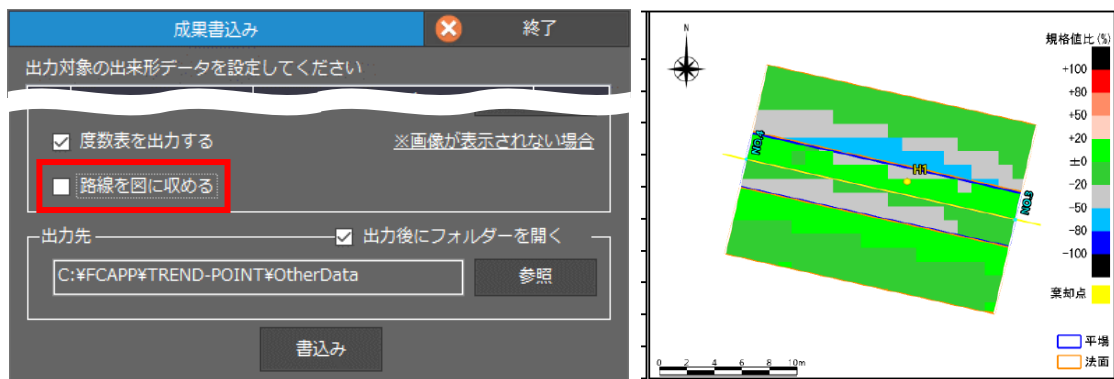 成果書込み
終了
出力対象の出来形データを設定してください
度数表を出力する
※画像が表示されない場合
路線を図に収める
出力先
出力後にフォルダーを開く
C:¥FCAPP¥TREND-POINT¥OtherData
参照
書込み
N
規格値比(%)
+100
+80
+50
+20
±0
-20
-50
-80
-100
棄却点
平場
法面
NO.4
H1
NO.3
0 2 4 6 8 10m